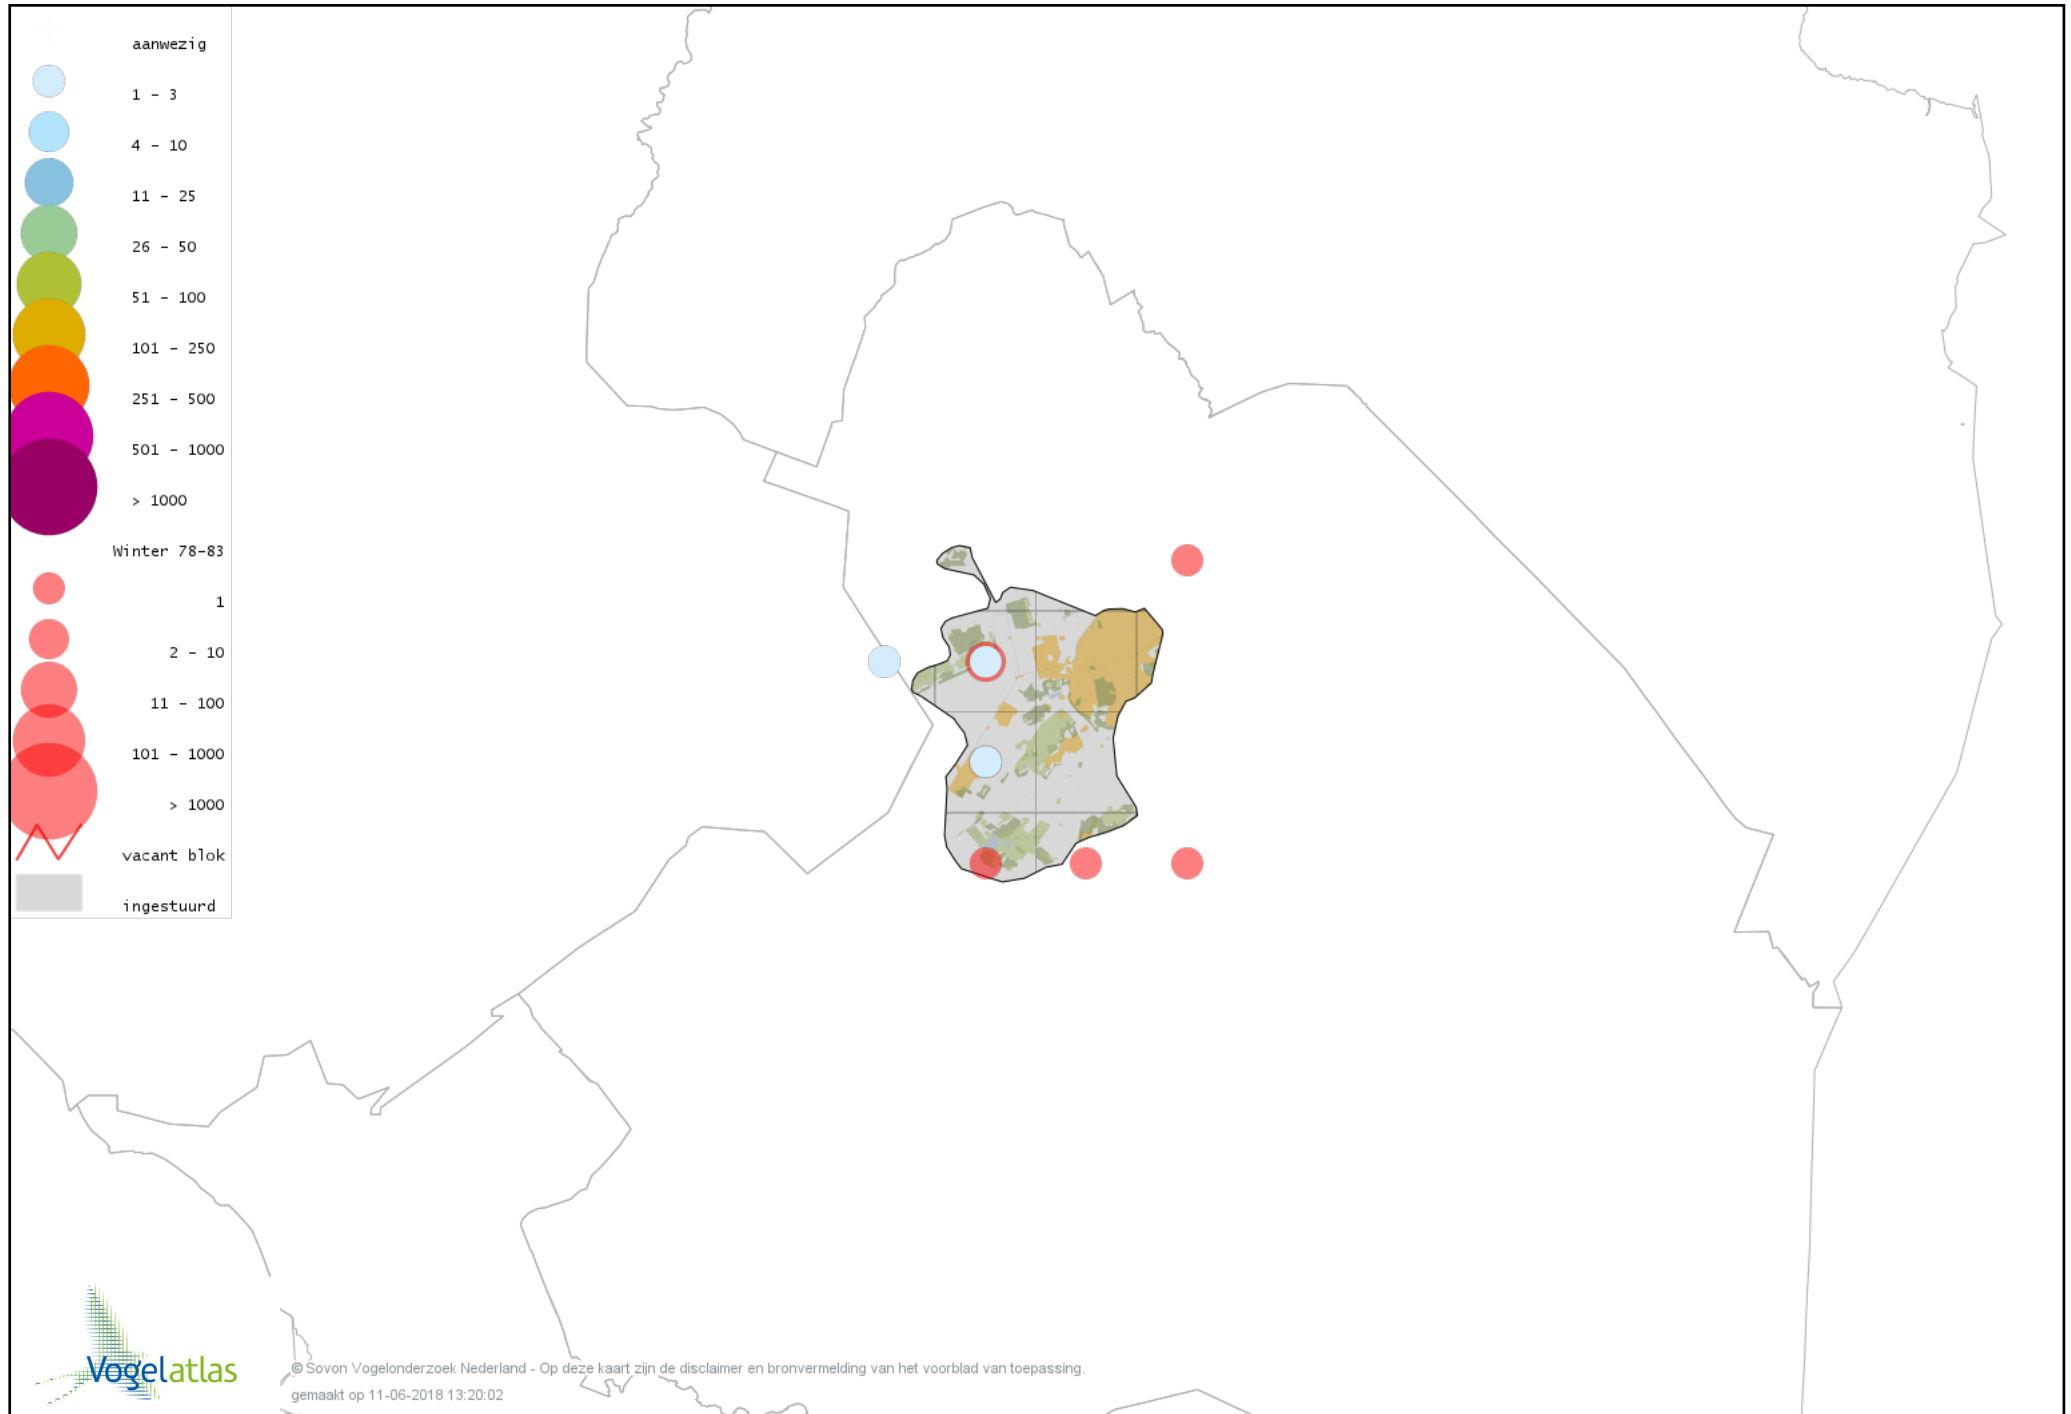 aanwezig
1 - 3
4 - 10
11 - 25
26 - 50
51 - 100
101 - 250
251 - 500
501 - 1000
> 1000
Winter 78-83
1
2 - 10
11 - 100
101 - 1000
> 1000
vacant blok
ingestuurd
Vogelatlas
© Sovon Vogelonderzoek Nederland - Op deze kaart zijn de disclaimer en bronvermelding van het voorblad van toepassing.
gemaakt op 11-06-2018 13:20:02